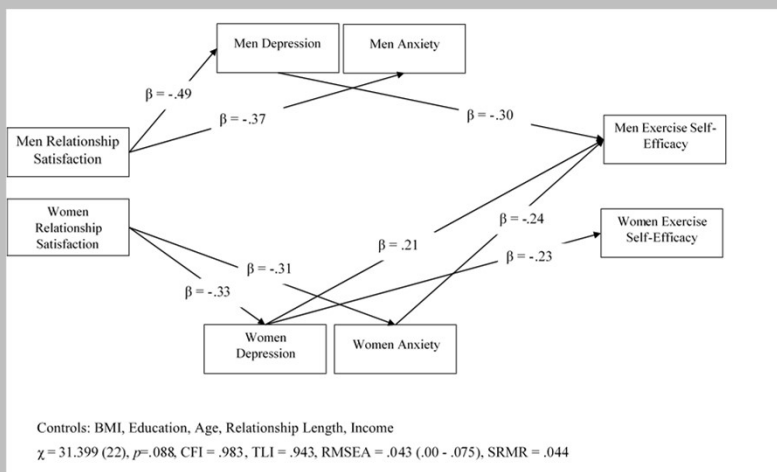 Men Depression
Men Anxiety
β = -.49
β = -.37
β = -.30
Men Relationship
Satisfaction
Men Exercise Self-
Efficacy
Women
Relationship
Satisfaction
Women Exercise
Self-Efficacy
β = -.24
β = .21
β = -.23
β = -.31
β = -.33
Women
Depression
Women Anxiety
Controls: BMI, Education, Age, Relationship Length, Income
χ = 31.399 (22), p=.088, CFI = .983, TLI = .943, RMSEA = .043 (.00 - .075), SRMR = .044